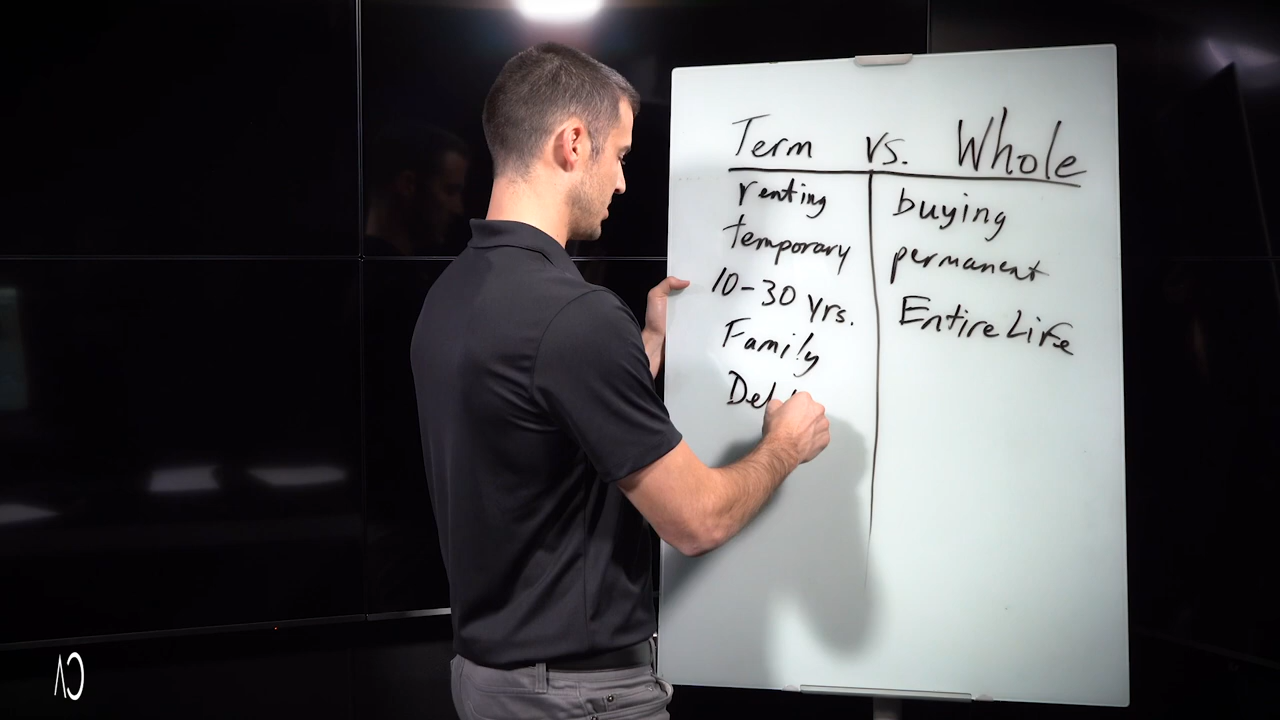 Term vs. Whole
renting
buying
temporary
permanent
10-30 yrs.
Entire Life
Family